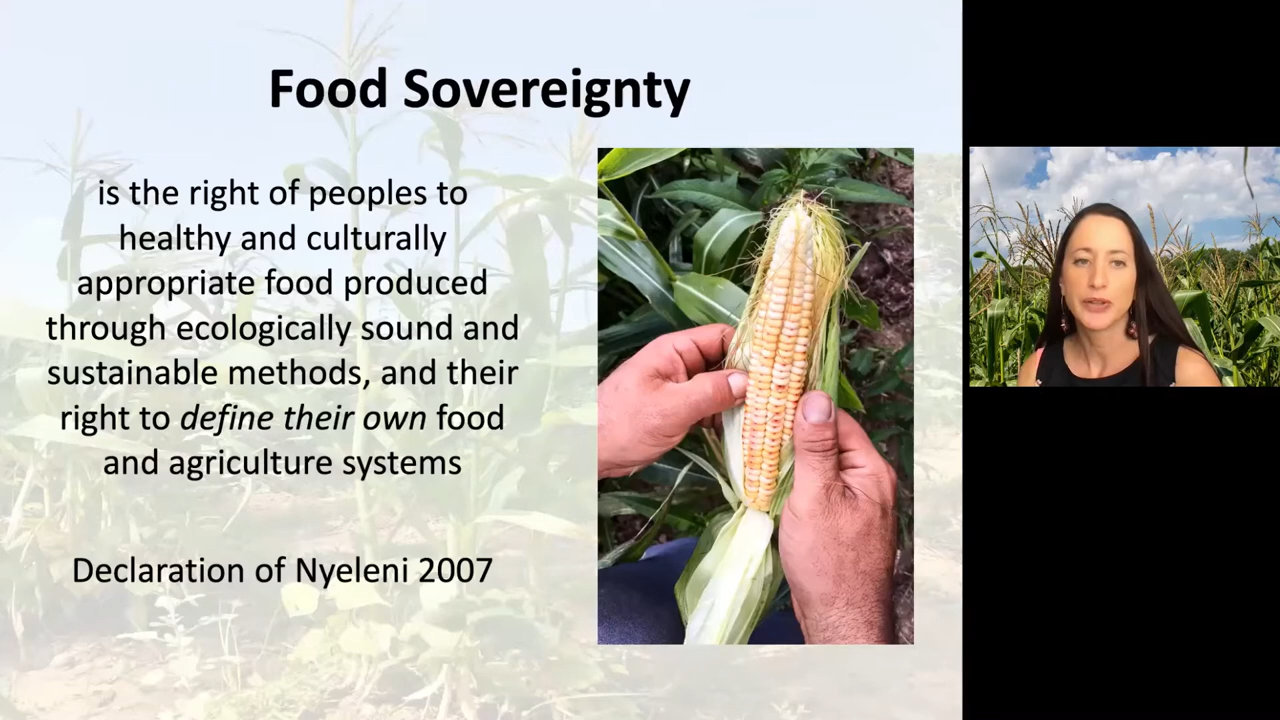 Food Sovereignty
is the right of peoples to
healthy and culturally
appropriate food produced
through ecologically sound and
sustainable methods, and their
right to define their own food
and agriculture systems
Declaration of Nyeleni 2007